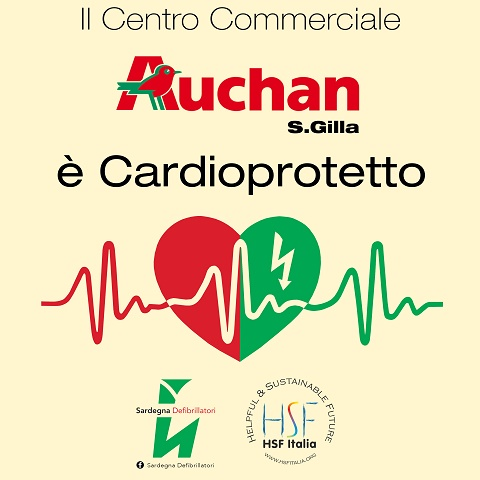 Il Centro Commerciale
Auchan
S.Gilla
è Cardioprotetto
Sardegna Defibrillatori
Sardegna Defibrillatori
HELPFUL & SUSTAINABLE FUTURE
HSF
HSF Italia
WWW.HSFITALIA.ORG